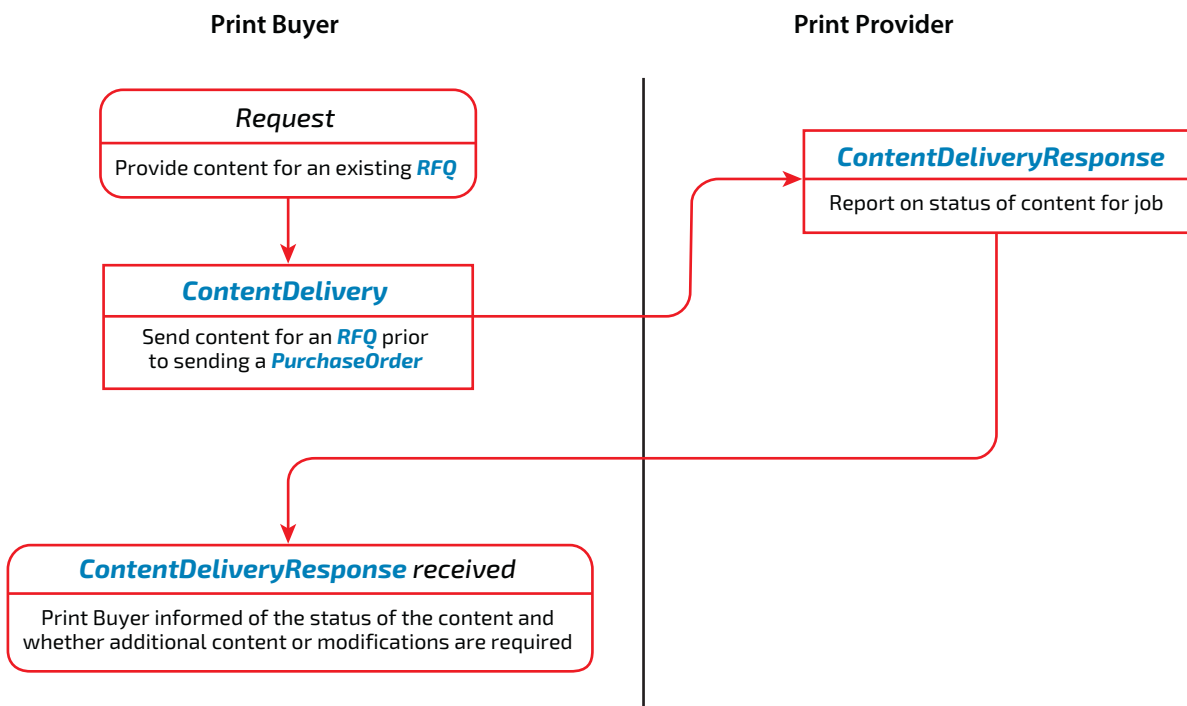 Print Buyer
Print Provider
Request
Provide content for an existing RFQ
ContentDelivery
Send content for an RFQ prior
to sending a PurchaseOrder
ContentDeliveryResponse
Report on status of content for job
ContentDeliveryResponse received
Print Buyer informed of the status of the content and
whether additional content or modifications are required